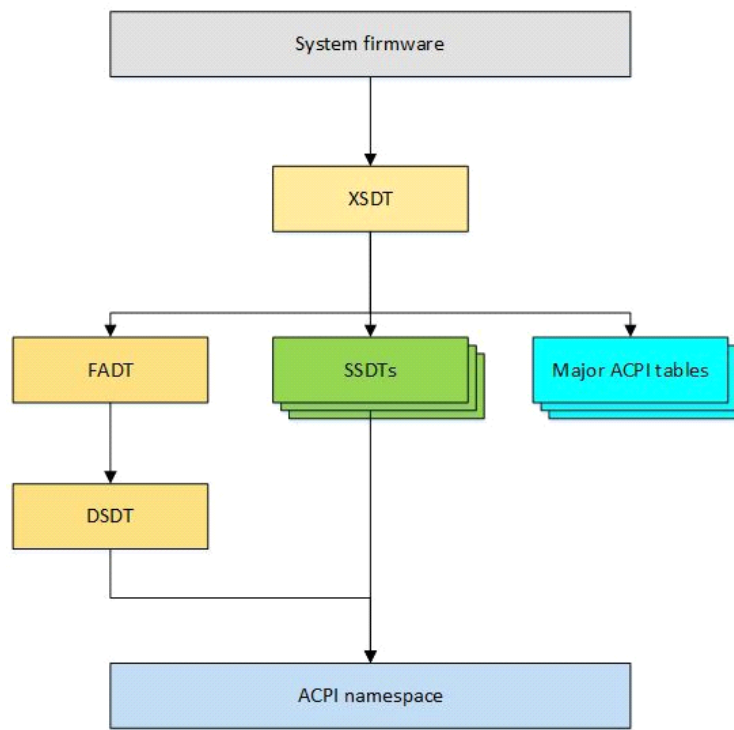 System firmware
XSDT
FADT
SSDTs
Major ACPI tables
DSDT
ACPI namespace